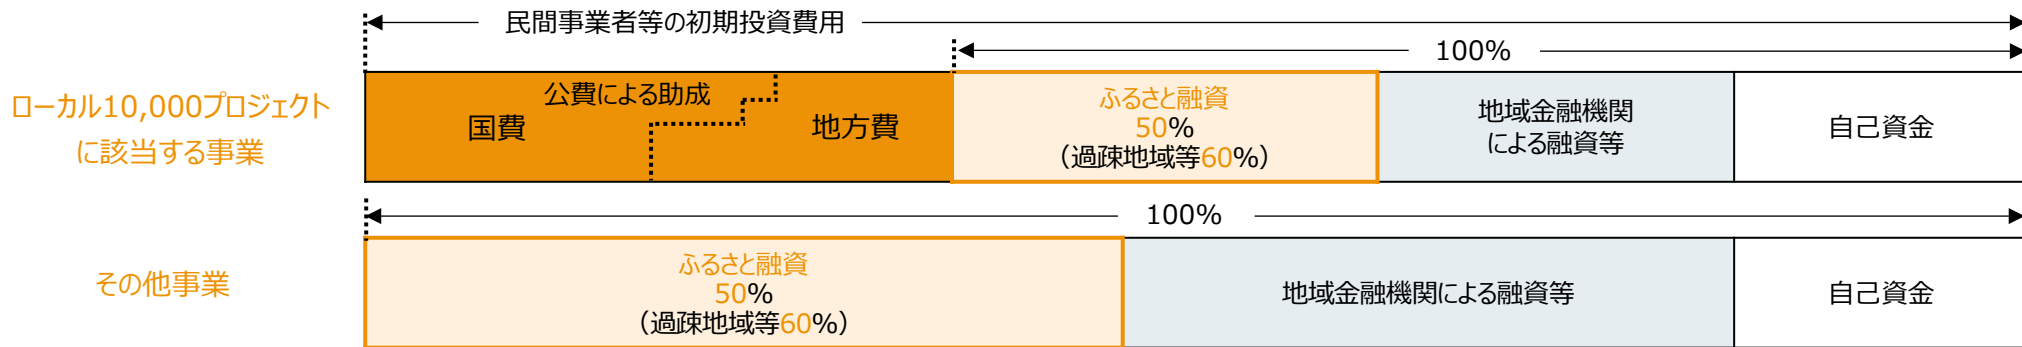 民間事業者等の初期投資費用
100%
ローカル10,000プロジェクト
に該当する事業
公費による助成
国費
地方費
ふるさと融資
50%
（過疎地域等60%）
地域金融機関
による融資等
自己資金
100%
その他事業
ふるさと融資
50%
（過疎地域等60%）
地域金融機関による融資等
自己資金